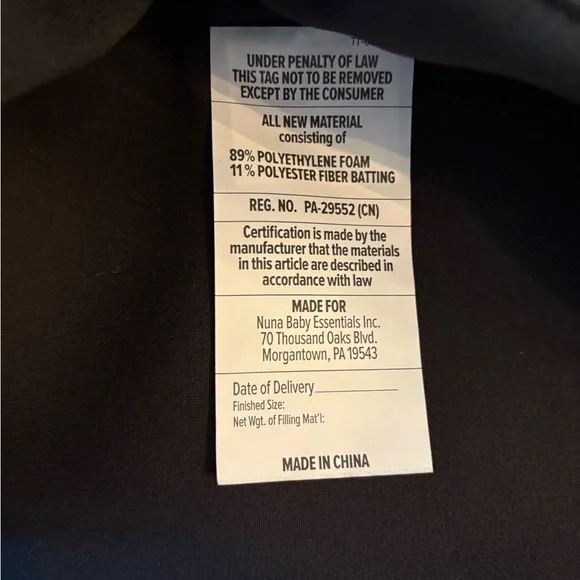 UNDER PENALTY OF LAW
THIS TAG NOT TO BE REMOVED
EXCEPT BY THE CONSUMER
ALL NEW MATERIAL
consisting of
89% POLYETHYLENE FOAM
11% POLYESTER FIBER BATTING
REG. NO. PA-29552 (CN)
Certification is made by the
manufacturer that the materials
in this article are described in
accordance with law
MADE FOR
Nuna Baby Essentials Inc.
70 Thousand Oaks Blvd.
Morgantown, PA 19543
Date of Delivery
Finished Size:
Net Wgt. of Filling Mat'l:
MADE IN CHINA